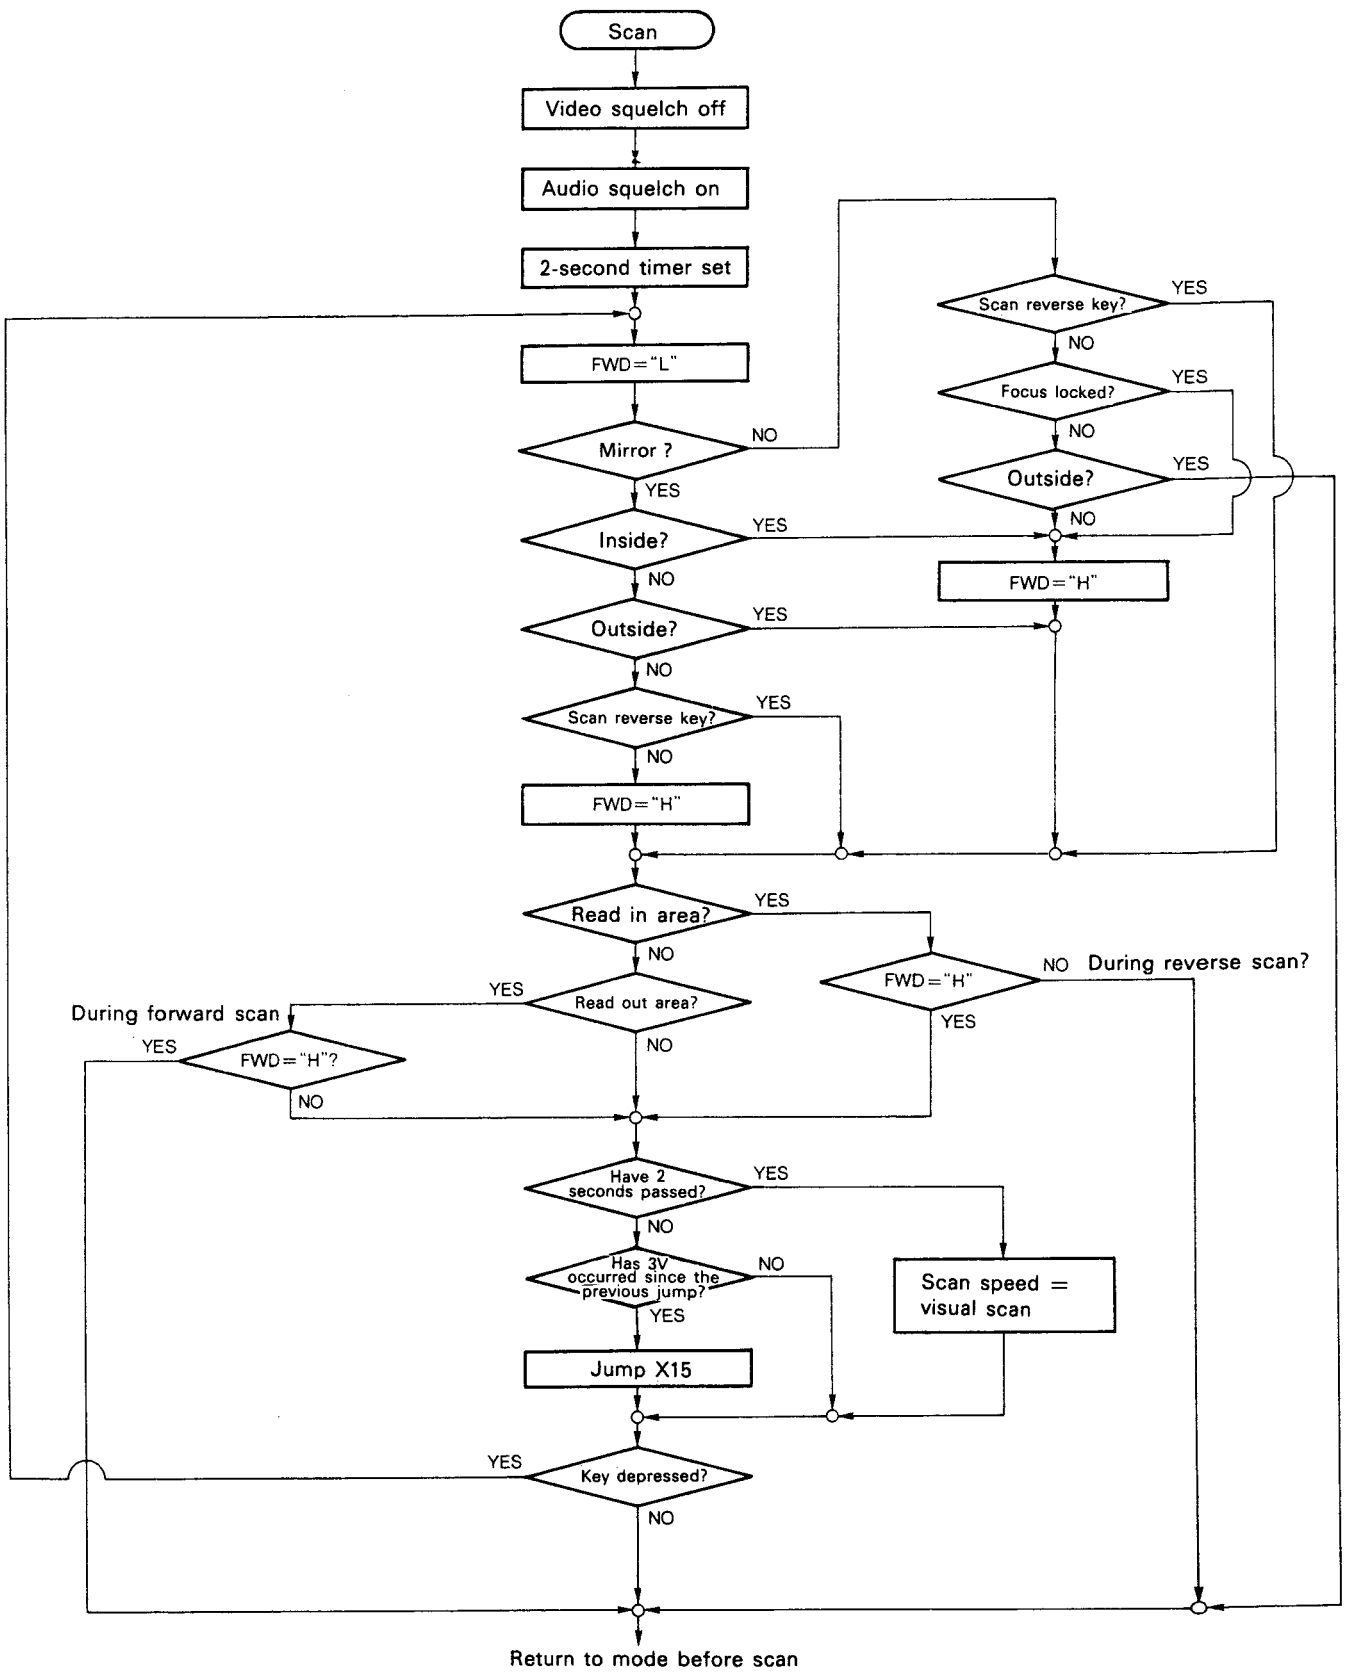 Scan
Video squelch off
Audio squelch on
2-second timer set
FWD="L"
Mirror ?
NO
YES
Scan reverse key?
YES
NO
Focus locked?
YES
NO
Outside?
YES
NO
FWD="H"
Inside?
YES
NO
Outside?
YES
NO
Scan reverse key?
YES
NO
FWD="H"
Read in area?
YES
NO
FWD="H"
NO
During reverse scan?
YES
Read out area?
YES
NO
During forward scan
FWD="H"?
YES
NO
Have 2
seconds passed?
YES
NO
Has 3V
occurred since the
previous jump?
NO
YES
Scan speed =
visual scan
Jump X15
Key depressed?
YES
NO
Return to mode before scan